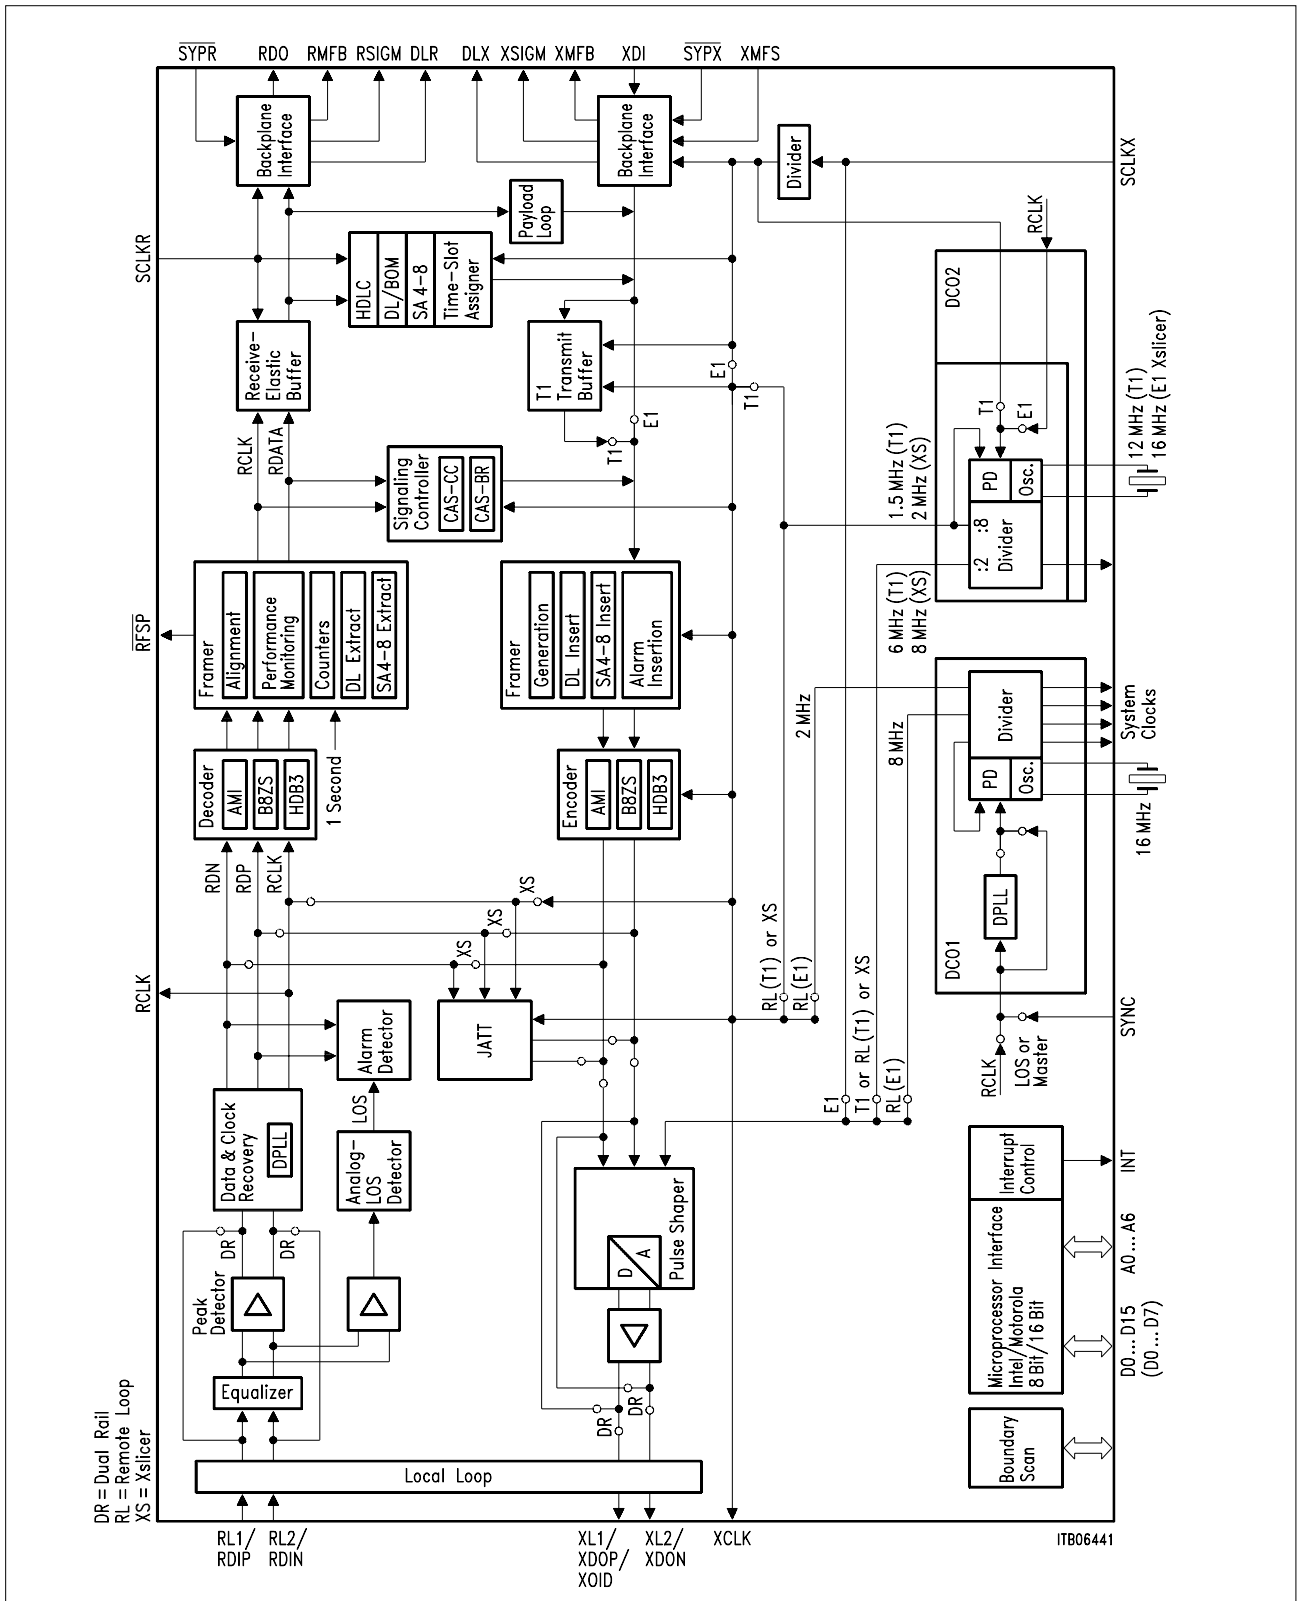 SYPR
RDO
RMFB
RSIGM
DLR
DLX
XSIGM
XMFB
XDI
SYPX
XMFS
Backplane
Interface
Backplane
Interface
Divider
SCLKX
Payload
Loop
RCLK
SCLKR
HDLC
DL/BOM
SA 4-8
Time-Slot
Assigner
DCO2
Receive-
Elastic
Buffer
T1
Transmit
Buffer
E1
T1
E1
T1
T1
E1
12 MHz (T1)
16 MHz (E1 Xslicer)
RCLK
RDATA
Signaling
Controller
CAS-CC
CAS-BR
1.5 MHz (T1)
2 MHz (XS)
PD
Osc.
:8
:2
Divider
6 MHz (T1)
8 MHz (XS)
RFSP
Framer
Alignment
Performance
Monitoring
Counters
DL Extract
SA4-8 Extract
Framer
Generation
DL Insert
SA4-8 Insert
Alarm
Insertion
2 MHz
8 MHz
Divider
PD
Osc.
System
Clocks
16 MHz
Decoder
AMI
B8ZS
HDB3
1 Second
Encoder
AMI
B8ZS
HDB3
RDN
RDP
RCLK
XS
XS
XS
DPLL
DCO1
RCLK
JATT
RL (T1) or XS
RL (E1)
Alarm
Detector
SYNC
RCLK
LOS or
Master
E1
T1 or RL (T1) or XS
RL (E1)
LOS
Data & Clock
Recovery
DPLL
Analog-
LOS
Detector
Pulse Shaper
D
A
Interrupt
Control
INT
Microprocessor Interface
Intel/Motorola
8 Bit/16 Bit
A0 ... A6
D0 ... D15
(D0 ... D7)
DR
DR
Peak
Detector
Equalizer
DR
DR
Boundary
Scan
Local Loop
DR = Dual Rail
RL = Remote Loop
XS = Xslicer
RL1/
RDIP
RL2/
RDIN
XL1/
XDOP/
XOID
XL2/
XDON
XCLK
ITB06441